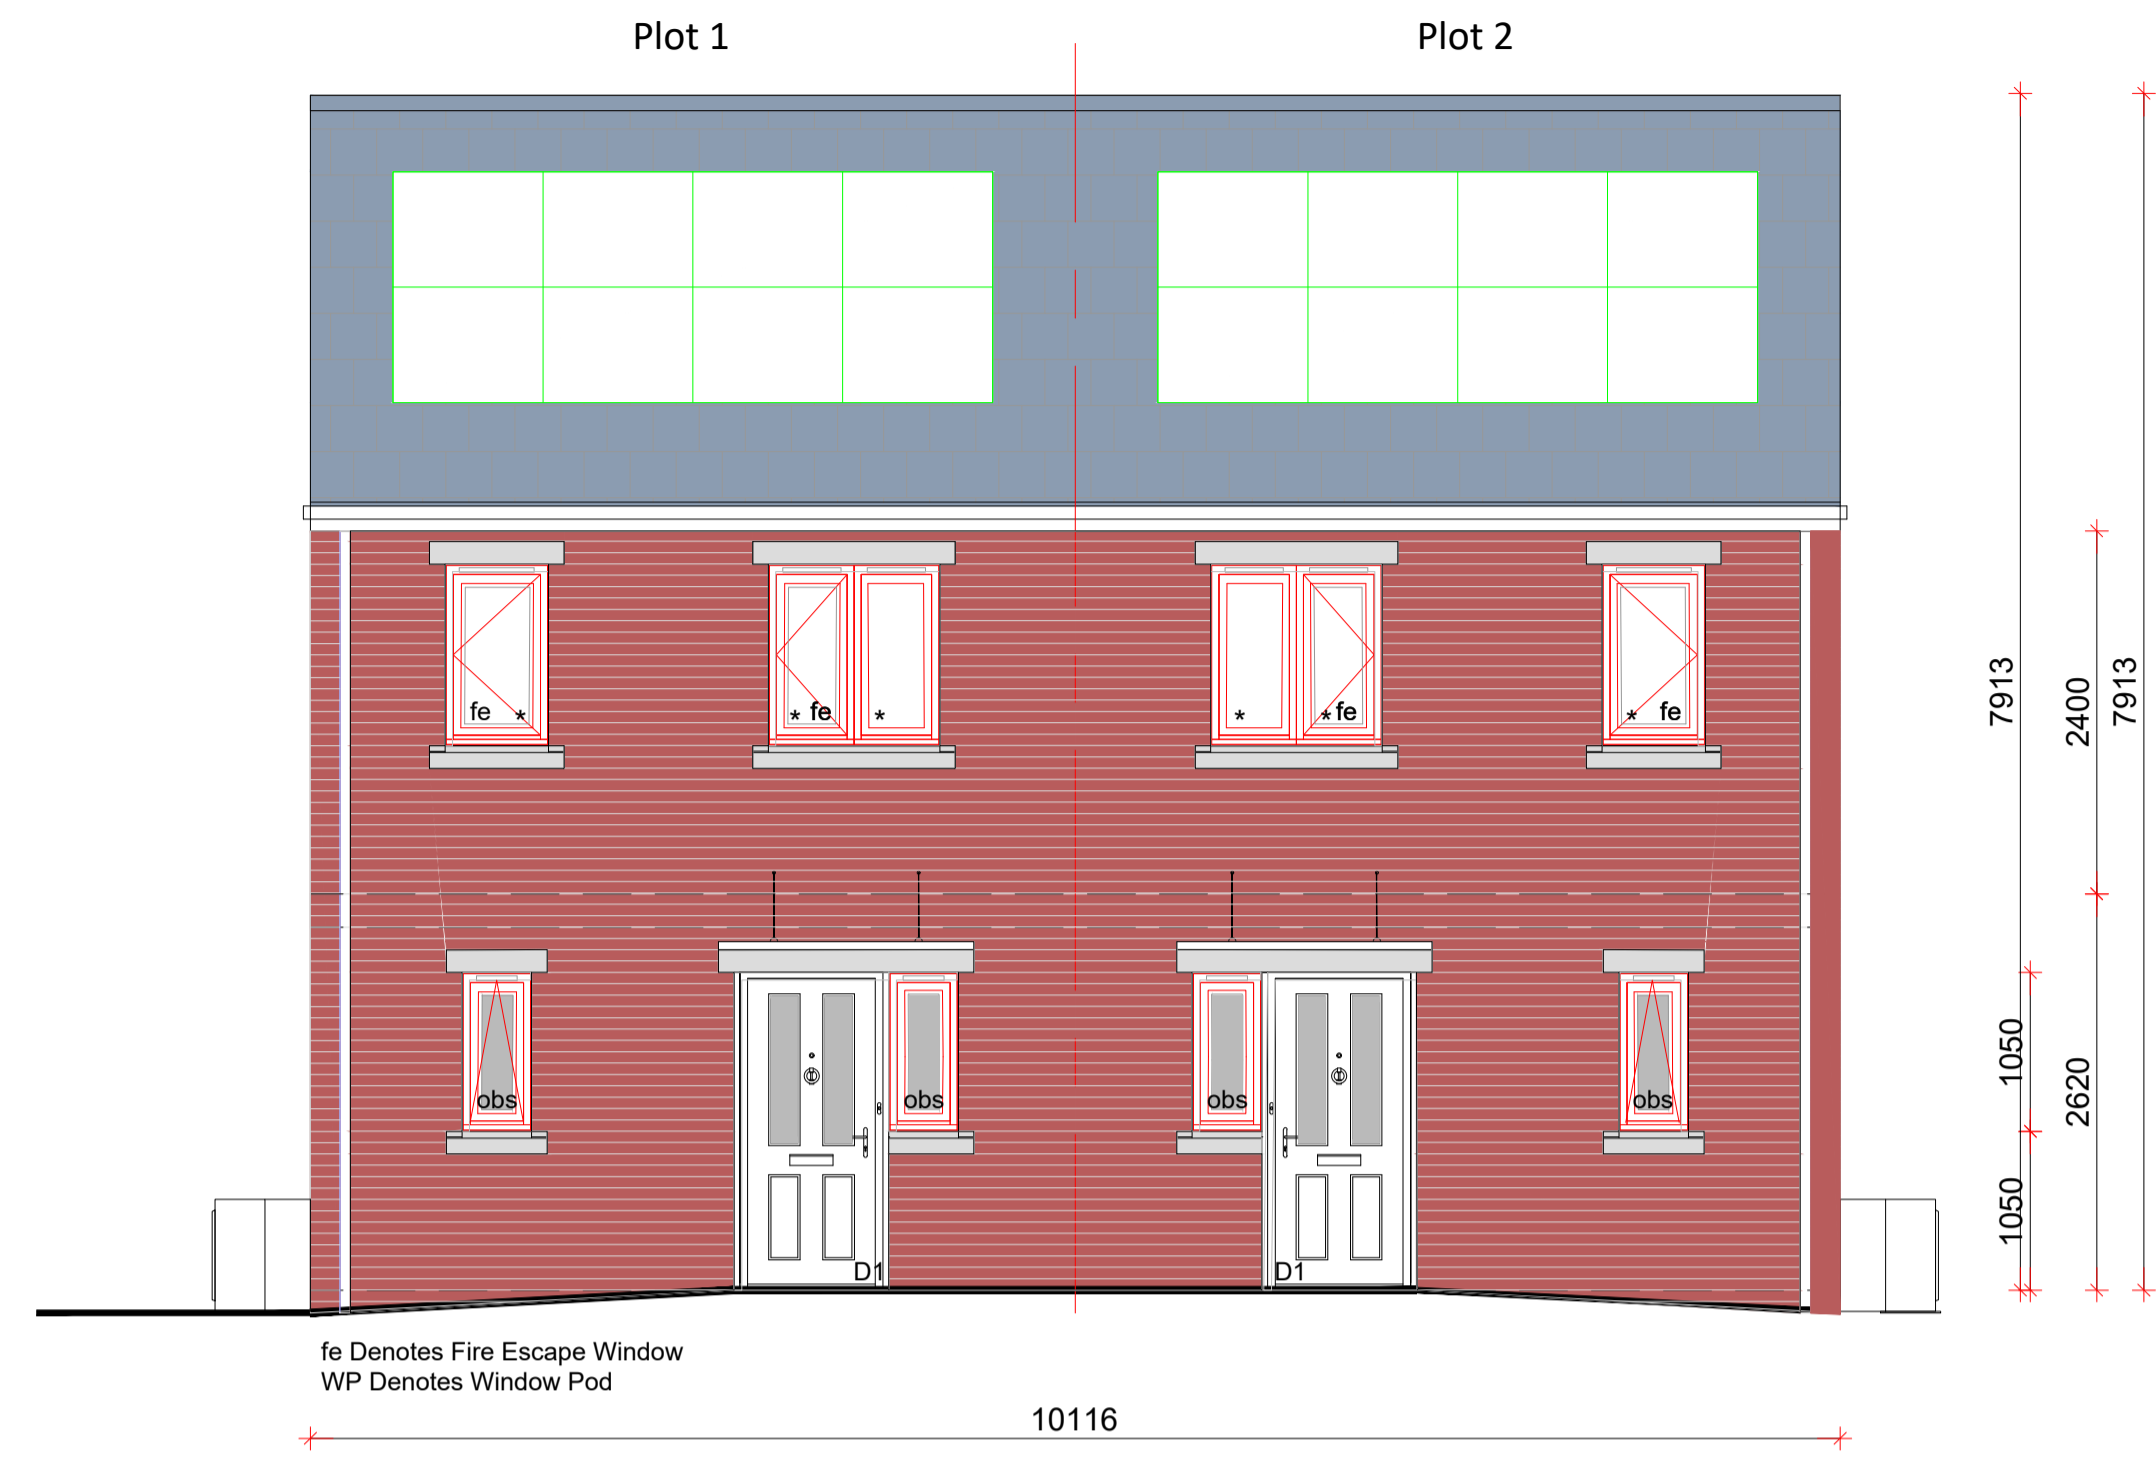 Plot 1 Plot 2
7913
2400
7913
fe * * fe * * * fe * fe
1050
2620
obs obs obs obs
1050
D1 D1
fe Denotes Fire Escape Window
WP Denotes Window Pod
10116